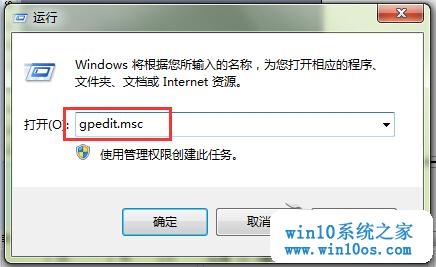 运行
Windows 将根据您所输入的名称，为您打开相应的程序、
文件夹、文档或 Internet 资源。
打开(O):
gpedit.msc
使用管理权限创建此任务。
确定
取消
win10系统之家
www.win10os.com